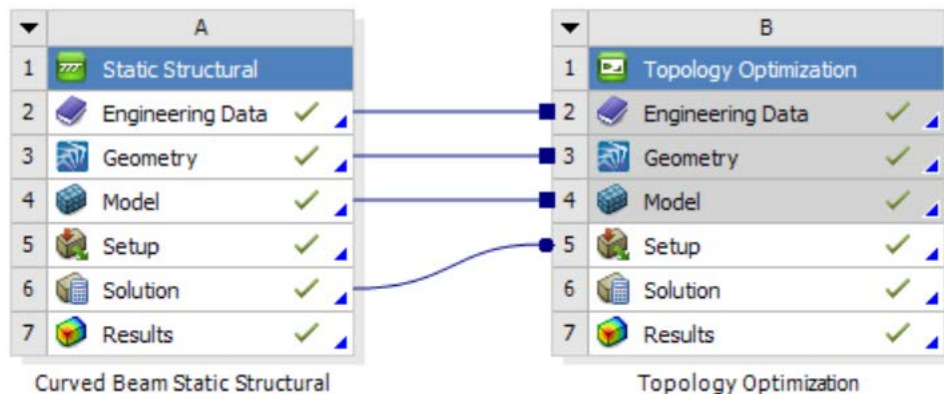 A
1 Static Structural
2 Engineering Data
3 Geometry
4 Model
5 Setup
6 Solution
7 Results
Curved Beam Static Structural
B
1 Topology Optimization
2 Engineering Data
3 Geometry
4 Model
5 Setup
6 Solution
7 Results
Topology Optimization